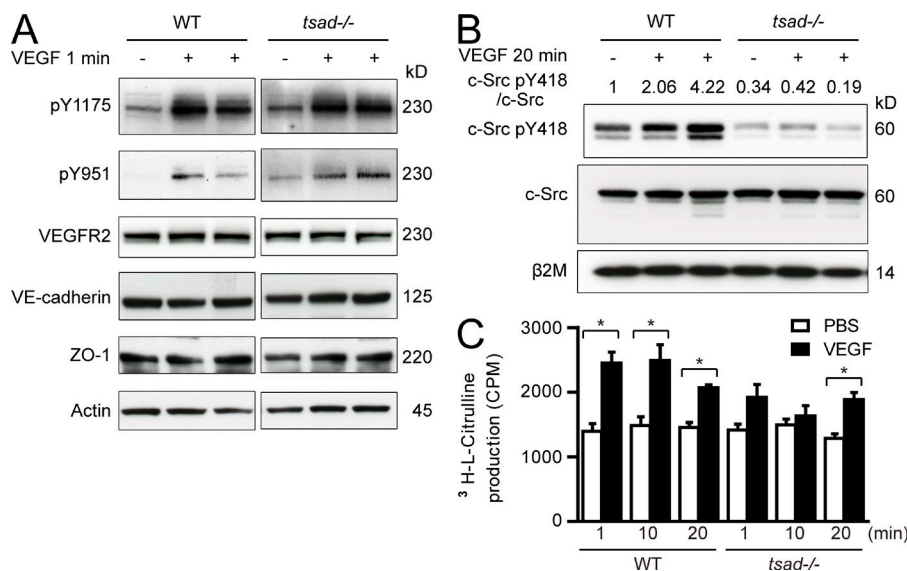 A
WT tsad-/-
VEGF 1 min - + + - + + kD
pY1175 230
pY951 230
VEGFR2 230
VE-cadherin 125
ZO-1 220
Actin 45
B
WT tsad-/-
VEGF 20 min - + + - + +
c-Src pY418
/c-Src 1 2.06 4.22 0.34 0.42 0.19 kD
c-Src pY418 60
c-Src 60
β2M 14
C
3000
2000
1000
0
³ H-L-Citrulline
production (CPM)
PBS
VEGF
* * * *
1 10 20 1 10 20 (min)
WT tsad-/-